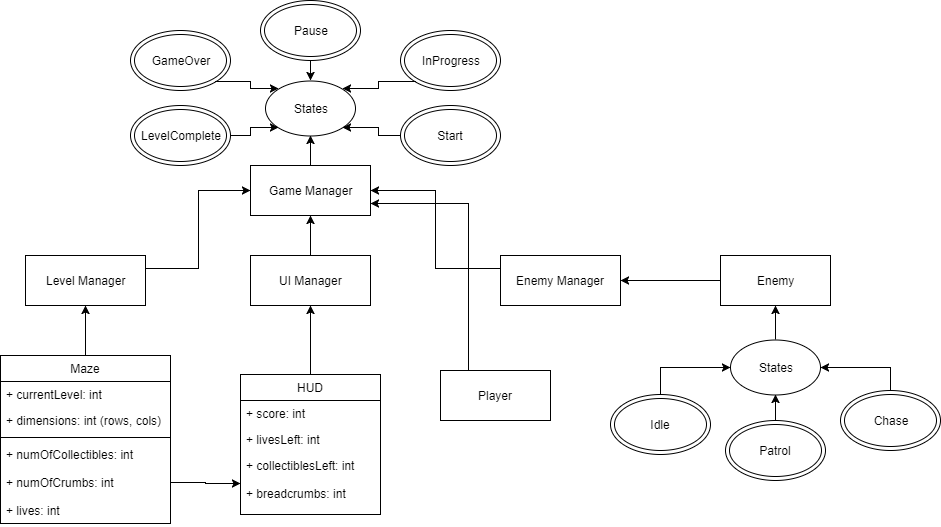 Pause
GameOver
InProgress
States
LevelComplete
Start
Game Manager
Level Manager
UI Manager
Enemy Manager
Enemy
Maze
+ currentLevel: int
+ dimensions: int (rows, cols)
+ numOfCollectibles: int
+ numOfCrumbs: int
+ lives: int
HUD
+ score: int
+ livesLeft: int
+ collectiblesLeft: int
+ breadcrumbs: int
Player
States
Idle
Patrol
Chase